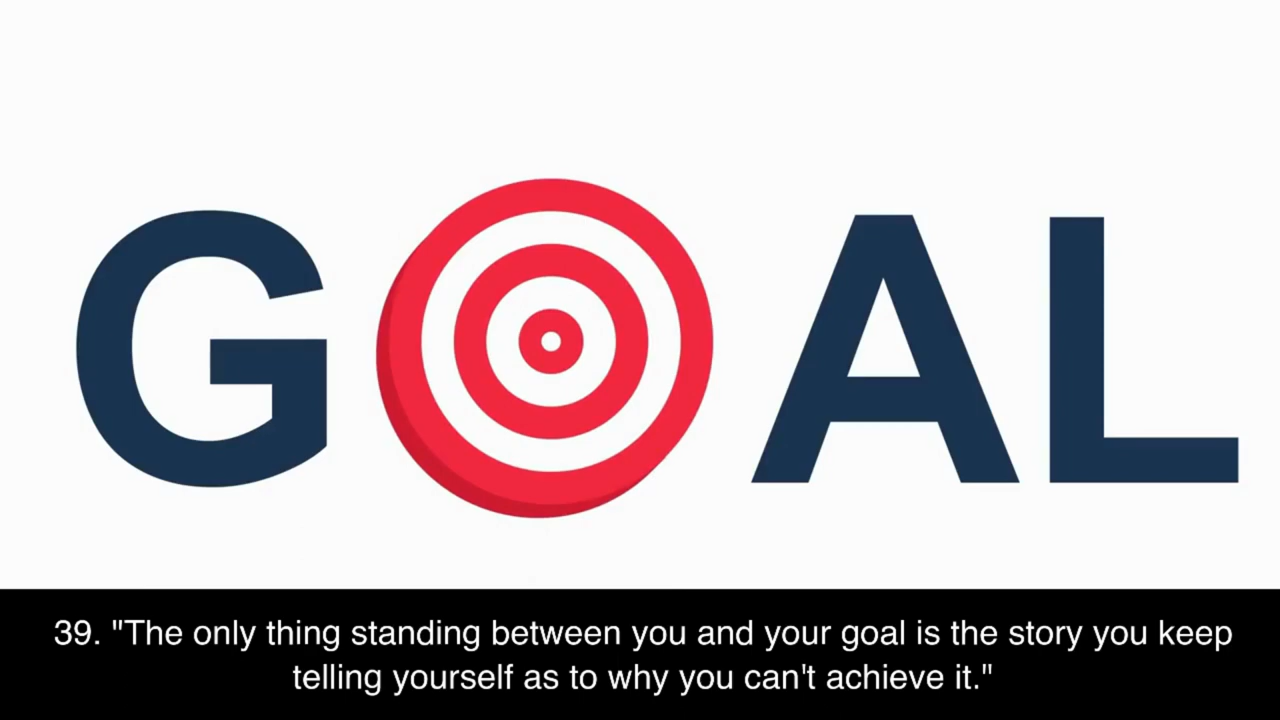 GOAL
39. "The only thing standing between you and your goal is the story you keep
telling yourself as to why you can't achieve it."